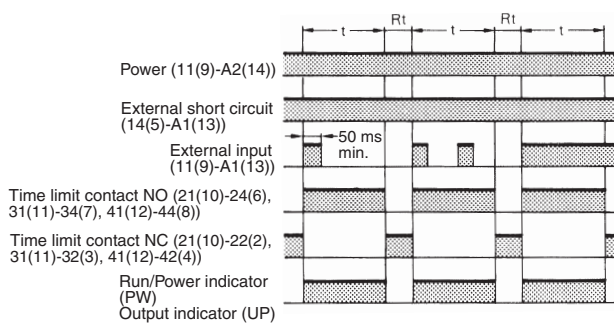 t Rt t Rt t
Power (11(9)-A2(14))
External short circuit
(14(5)-A1(13))
50 ms
min.
External input
(11(9)-A1(13))
Time limit contact NO (21(10)-24(6),
31(11)-34(7), 41(12)-44(8))
Time limit contact NC (21(10)-22(2),
31(11)-32(3), 41(12)-42(4))
Run/Power indicator
(PW)
Output indicator (UP)